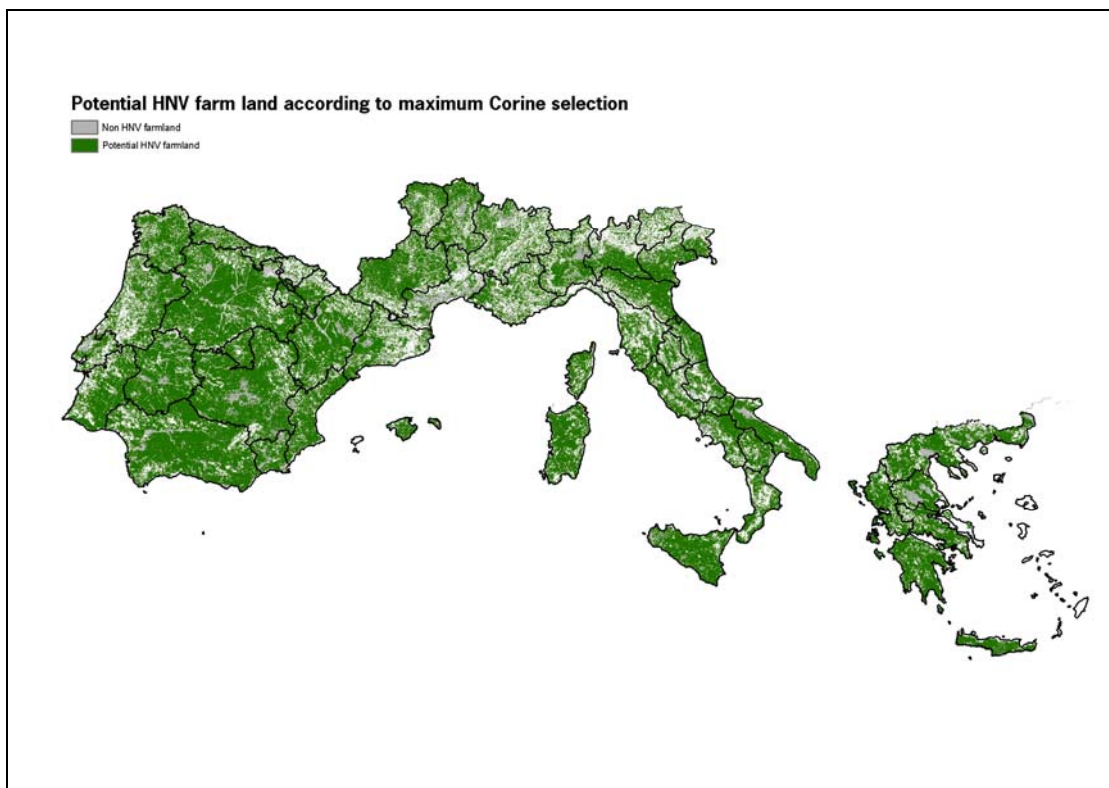 Potential HNV farm land according to maximum Corine selection
Non HNV farmland
Potential HNV farmland